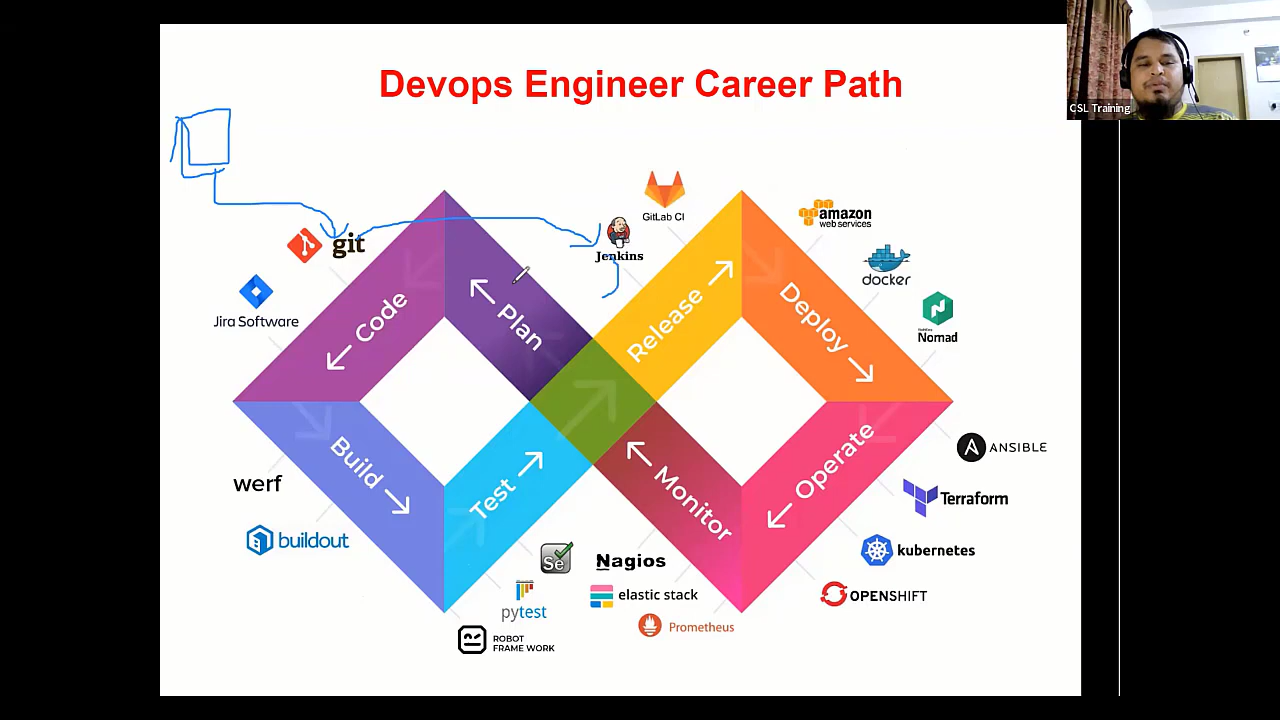 Devops Engineer Career Path
CSL Training
GitLab CI
Jenkins
amazon
web services
docker
Nomad
git
Jira Software
Code
Plan
Release
Deploy
Build
Test
Monitor
Operate
werf
buildout
Se
pytest
ROBOT
FRAME WORK
Nagios
elastic stack
Prometheus
A ANSIBLE
Terraform
kubernetes
OPENSHIFT